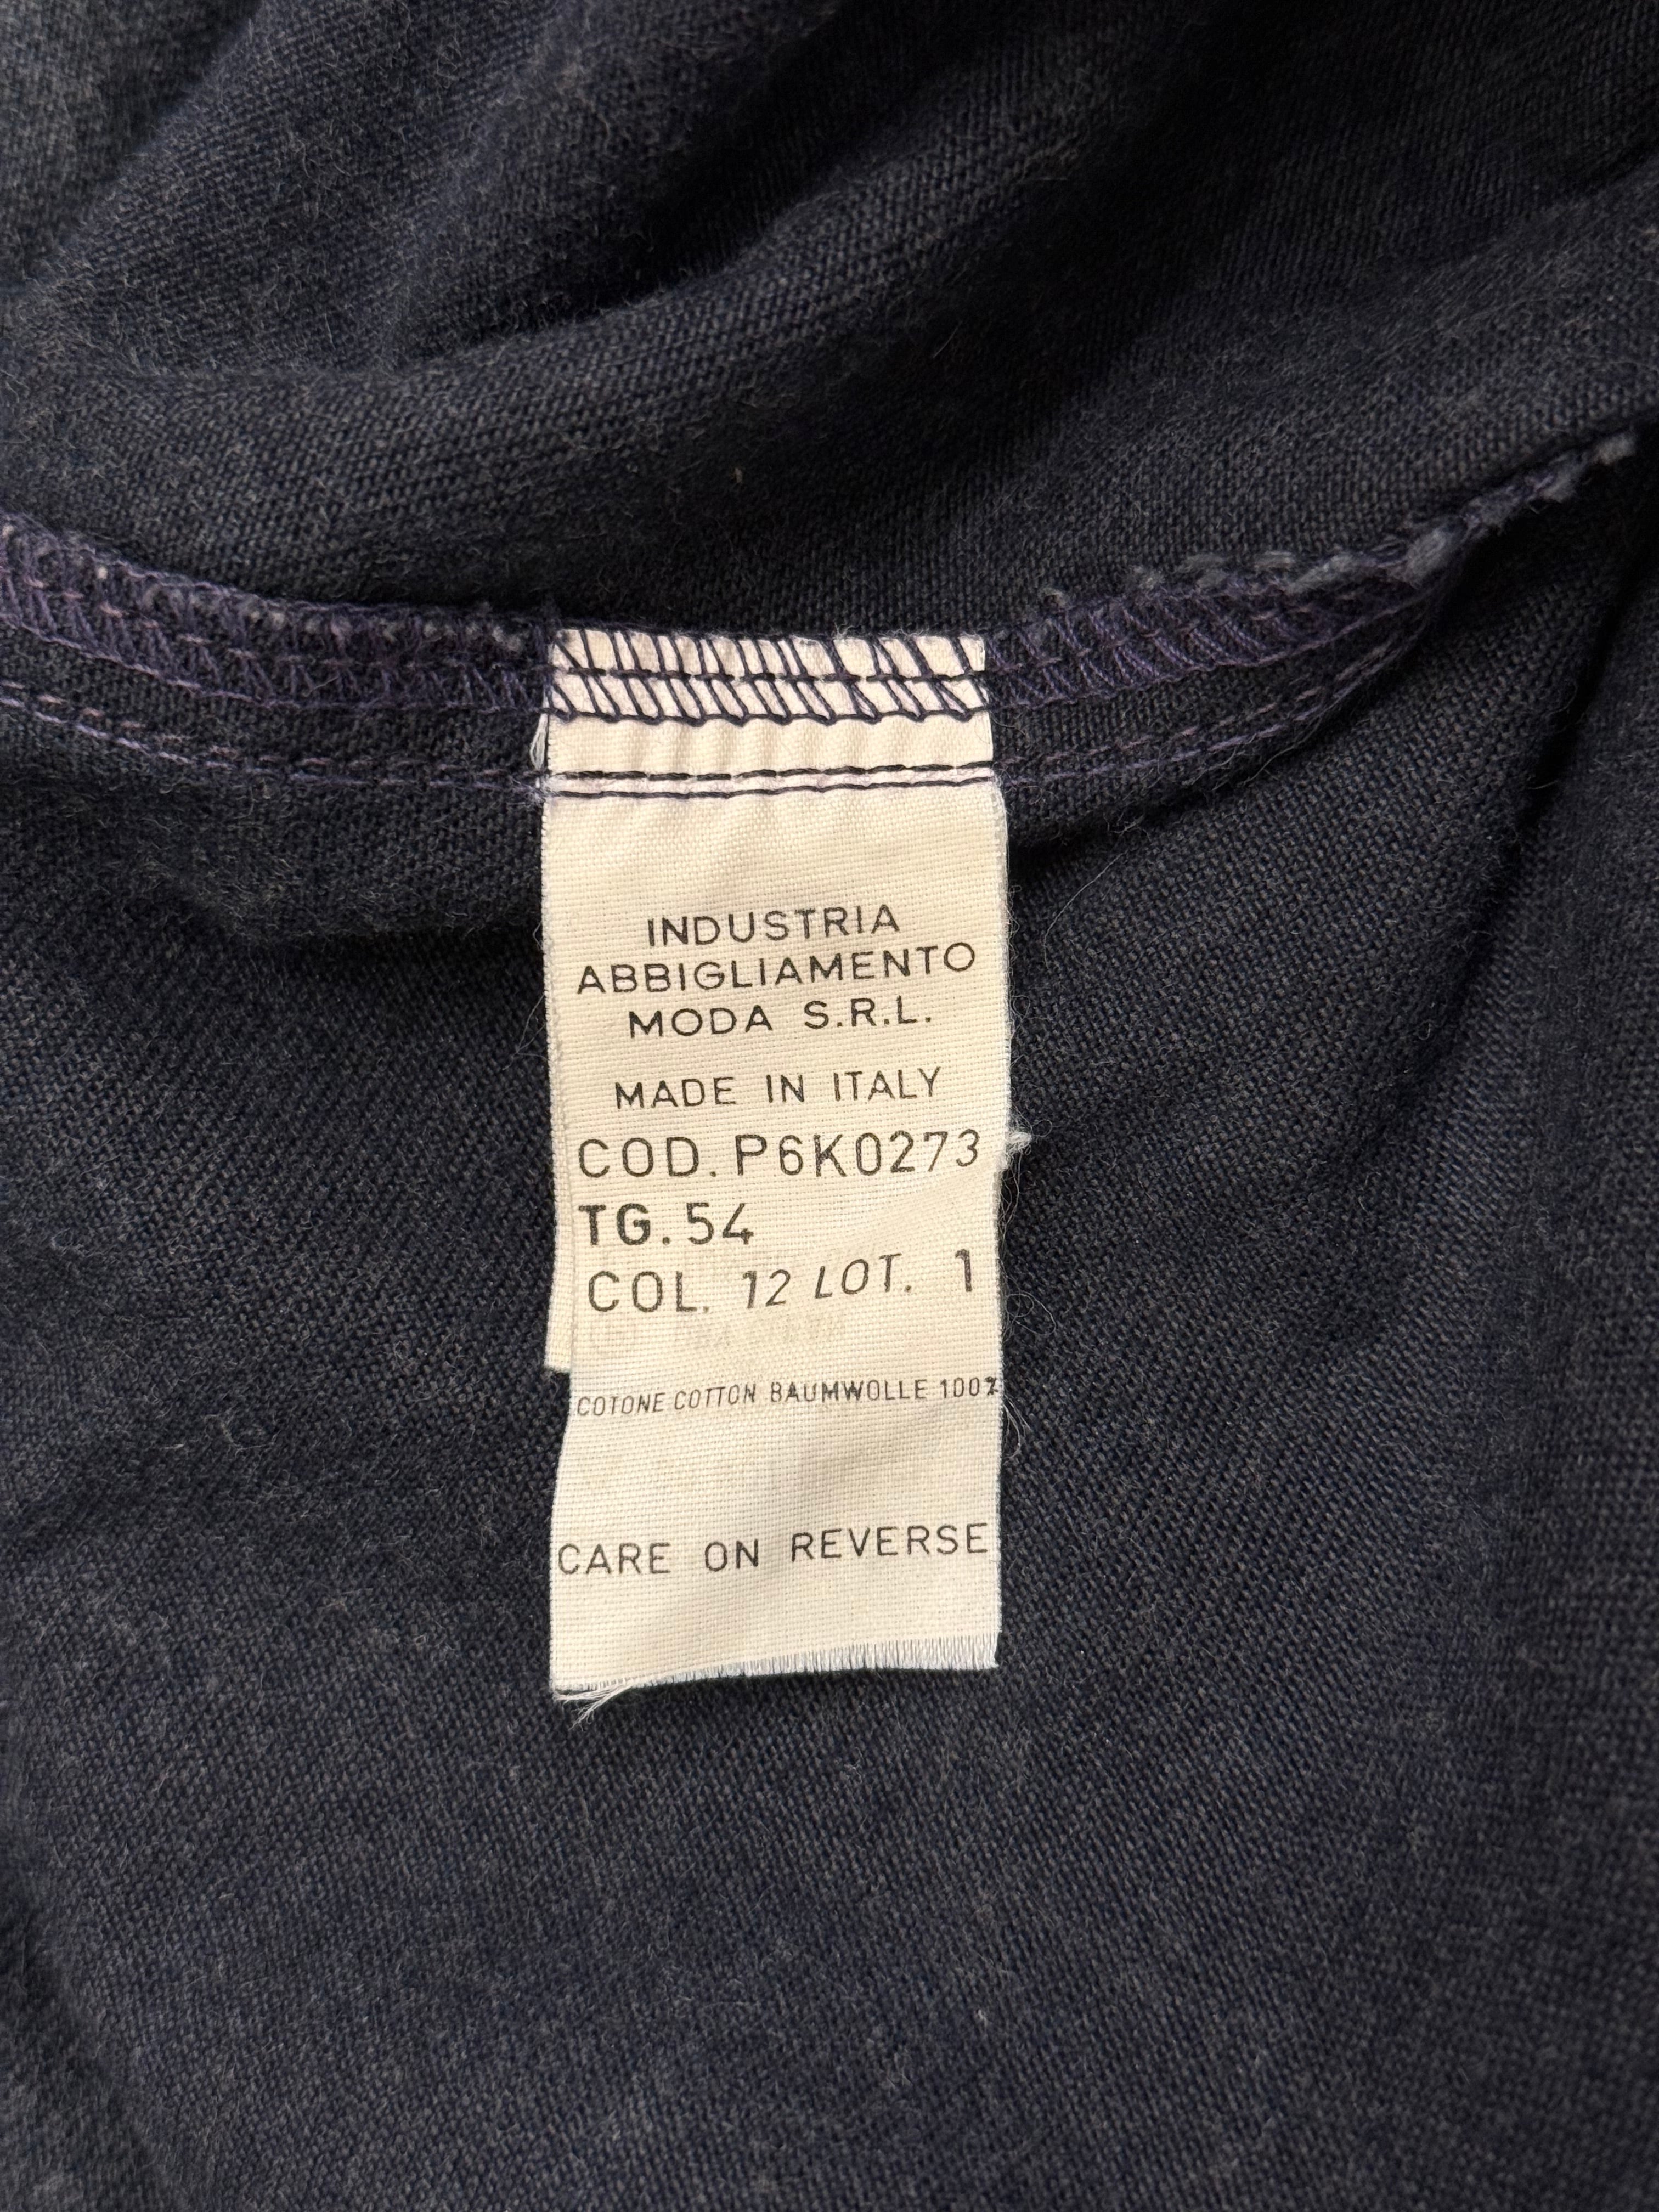 INDUSTRIA
ABBIGLIAMENTO
MODA S.R.L.
MADE IN ITALY
COD. P6K0273
TG. 54
COL. 12 LOT. 1
COTONE COTTON BAUMWOLLE 100%
CARE ON REVERSE